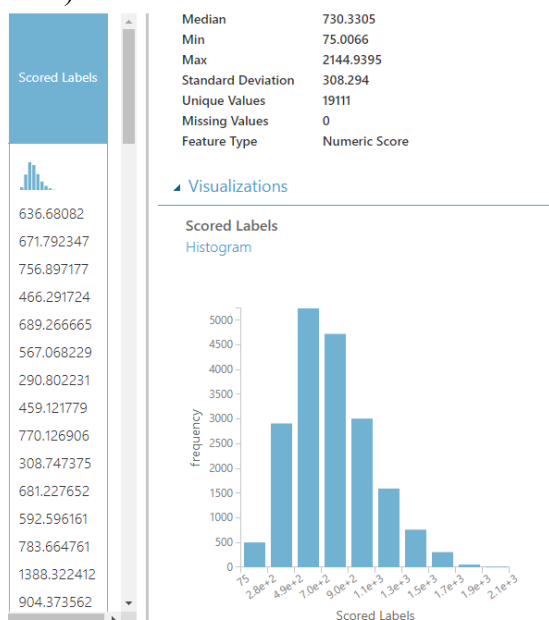 Median 730.3305
Min 75.0066
Max 2144.9395
Standard Deviation 308.294
Unique Values 19111
Missing Values 0
Feature Type Numeric Score
Scored Labels
636.68082
671.792347
756.897177
466.291724
689.266665
567.068229
290.802231
459.121779
770.126906
308.747375
681.227652
592.596161
783.664761
1388.322412
904.373562
Visualizations
Scored Labels
Histogram
frequency
5000
4500
4000
3500
3000
2500
2000
1500
1000
500
0
75 2.8e+2 4.9e+2 7.0e+2 9.0e+2 1.1e+3 1.3e+3 1.5e+3 1.7e+3 1.9e+3 2.1e+3
Scored Labels